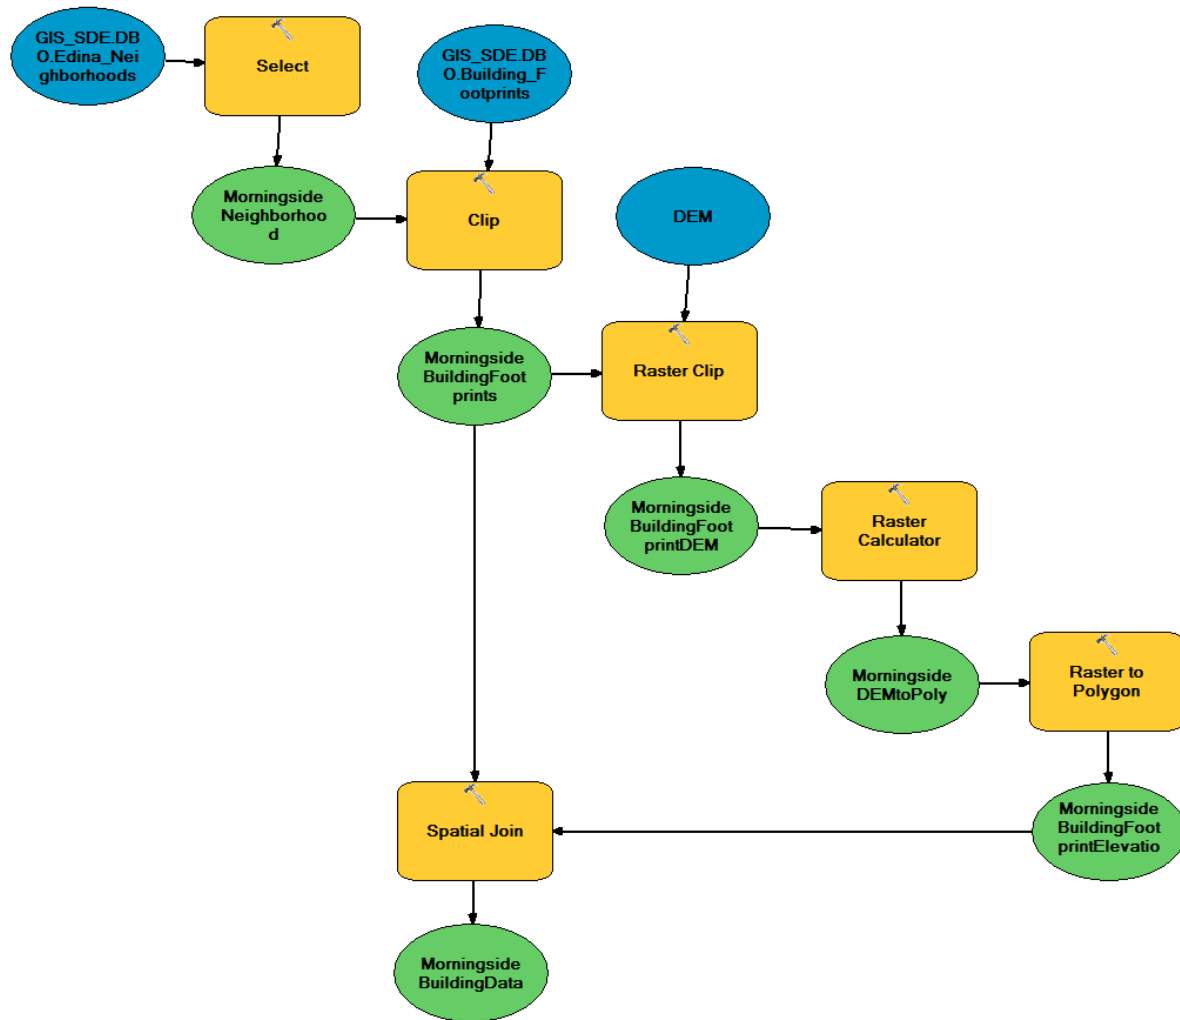 GIS_SDE.DB
O.Edina_Nei
ghborhoods
Select
GIS_SDE.DB
O.Building_F
ootprints
Morningside
Neighborhoo
d
Clip
DEM
Morningside
BuildingFoot
prints
Raster Clip
Morningside
BuildingFoot
printDEM
Raster
Calculator
Morningside
DEMtoPoly
Raster to
Polygon
Morningside
BuildingFoot
printElevatio
Spatial Join
Morningside
BuildingData